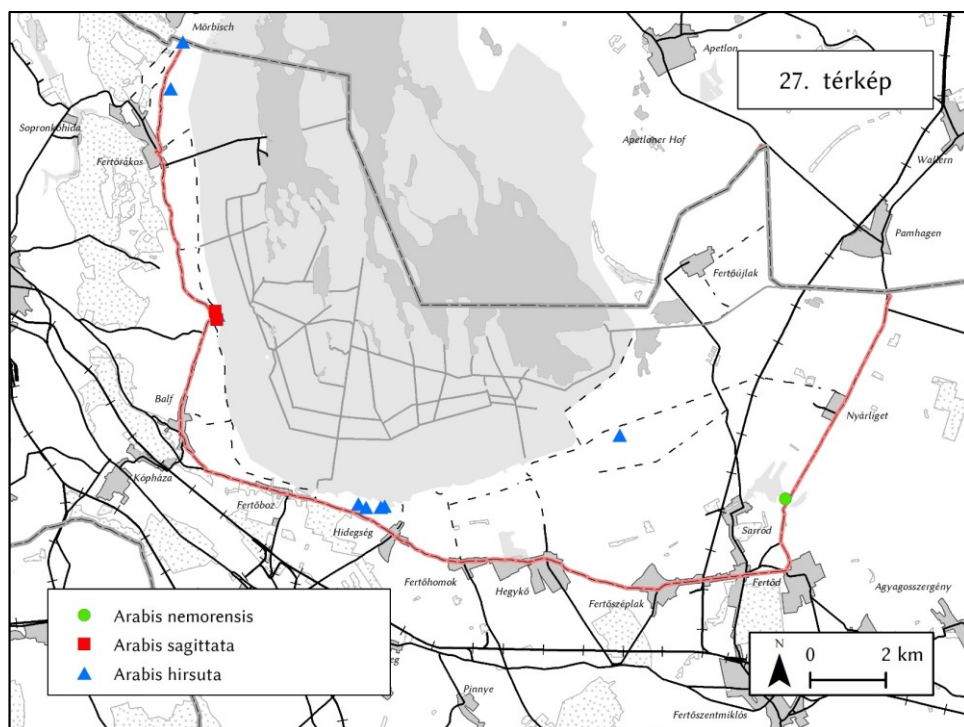 Mörbisch
Apetlon
27. térkép
Sopronkőhida
Apetloner Hof
Wallern
Fertőrákos
Pamhagen
Fertőújlak
Balf
Nyárliget
Kópháza
Fertőboz
Hidegség
Sarród
Fertőhomok
Hegykő
Fertőd
Fertőszéplak
Agyagosszergény
Arabis nemorensis
Arabis sagittata
Arabis hirsuta
N
0 2 km
Pinnye
Fertőszentmiklós